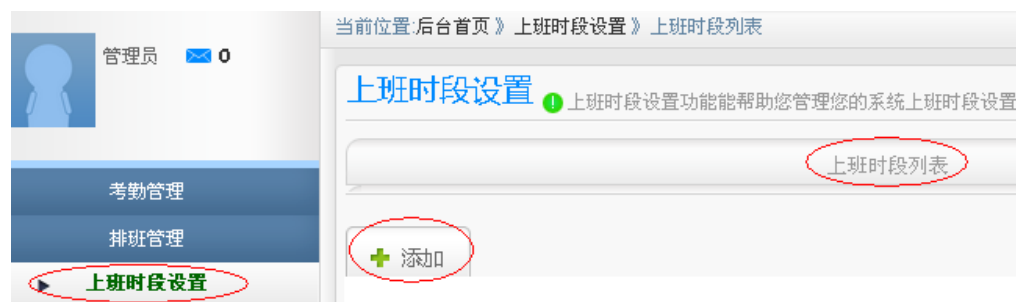 当前位置:后台首页 》 上班时段设置 》 上班时段列表
管理员 0
上班时段设置 上班时段设置功能能帮助您管理您的系统上班时段设置
上班时段列表
考勤管理
排班管理
添加
上班时段设置